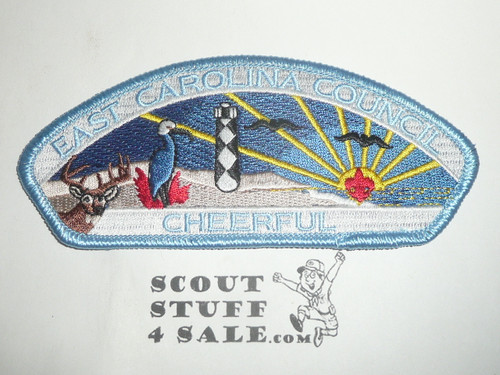 EAST CAROLINA COUNCIL
CHEERFUL
SCOUT
STUFF
4 SALE.COM